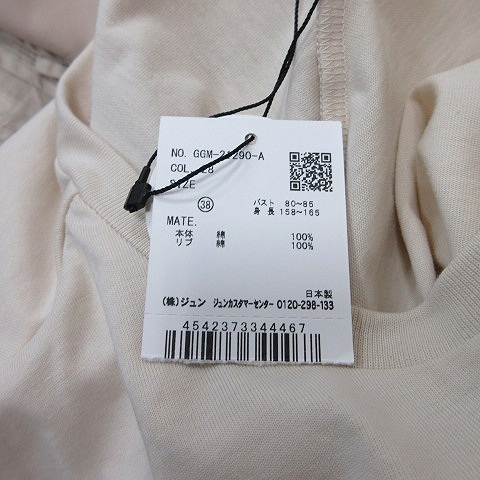 NO. GGM-21290-A
COL. 28
SIZE
38 バスト 80~85
身長 158~165
MATE.
本体 綿 100%
リブ 綿 100%
日本製
(株)ジュン ジュンカスタマーセンター 0120-298-133
4542373344467